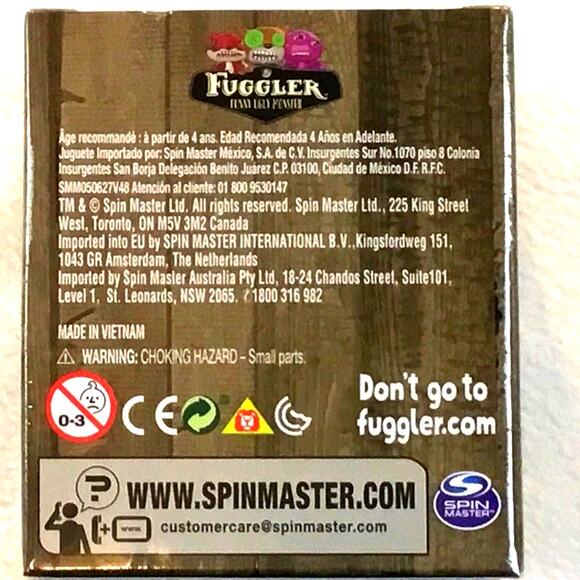 FUGGLER
FUNNY UGLY MONSTER
Âge recommandé : à partir de 4 ans. Edad Recomendada 4 Años en Adelante.
Juguete Importado por: Spin Master México, S.A. de C.V. Insurgentes Sur No.1070 piso 8 Colonia
Insurgentes San Borja Delegación Benito Juárez C.P. 03100, Ciudad de México D.F. R.F.C.
SMM050627V48 Atención al cliente: 01 800 9530147
TM & © Spin Master Ltd. All rights reserved. Spin Master Ltd., 225 King Street
West, Toronto, ON M5V 3M2 Canada
Imported into EU by SPIN MASTER INTERNATIONAL B.V.,Kingsfordweg 151,
1043 GR Amsterdam, The Netherlands
Imported by Spin Master Australia Pty Ltd, 18-24 Chandos Street, Suite101,
Level 1, St. Leonards, NSW 2065. ✆1800 316 982
MADE IN VIETNAM
⚠ WARNING: CHOKING HAZARD – Small parts.
0-3
CE
Don't go to
fuggler.com
?
WWW.SPINMASTER.COM
+ www.
customercare@spinmaster.com
SPIN
MASTER™